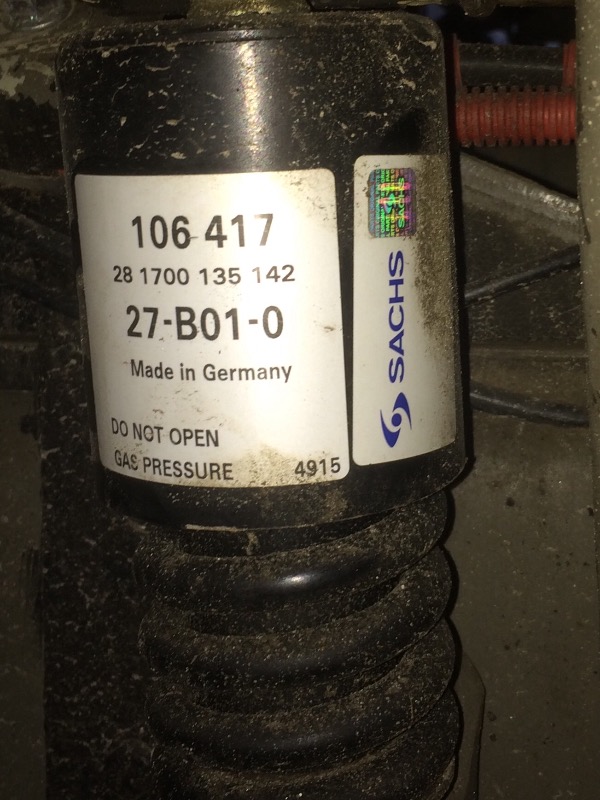 106 417
28 1700 135 142
27-B01-0
Made in Germany
DO NOT OPEN
GAS PRESSURE 4915
SACHS
SACHS